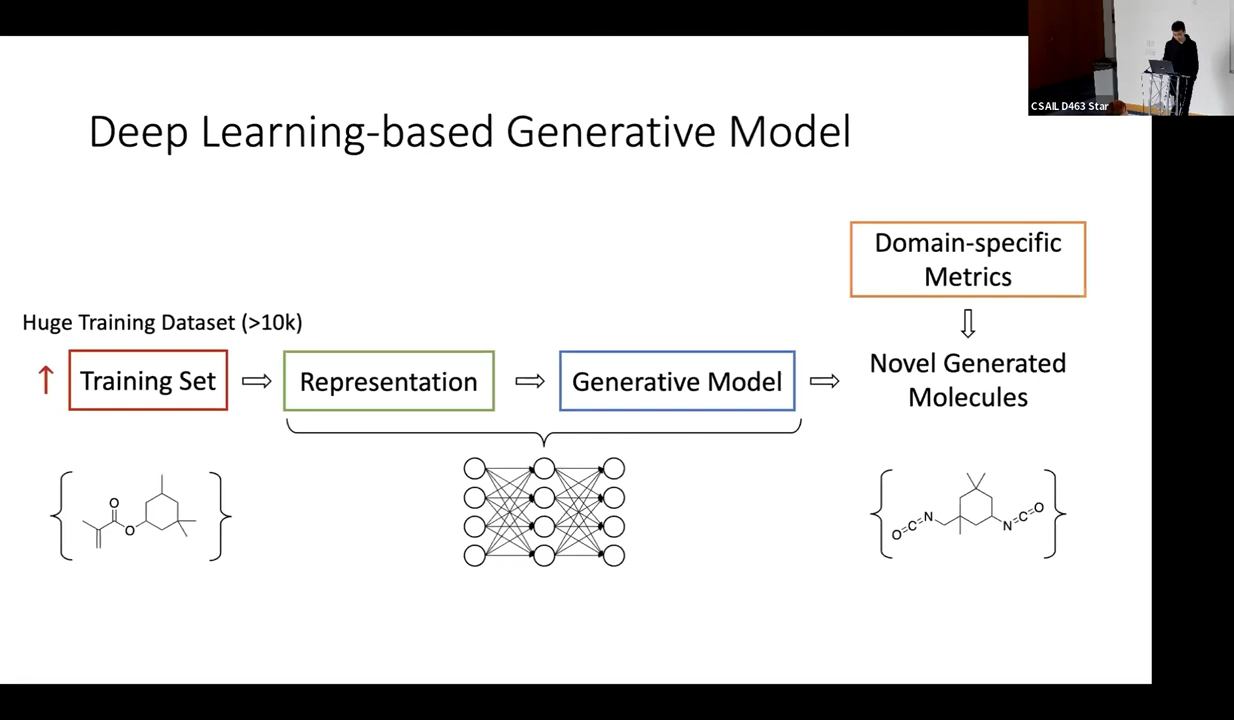 CSAIL D463 Star
Deep Learning-based Generative Model
Domain-specific
Metrics
Huge Training Dataset (>10k)
↑ Training Set
Representation
Generative Model
Novel Generated
Molecules
O
O
O=C=N
N=C=O